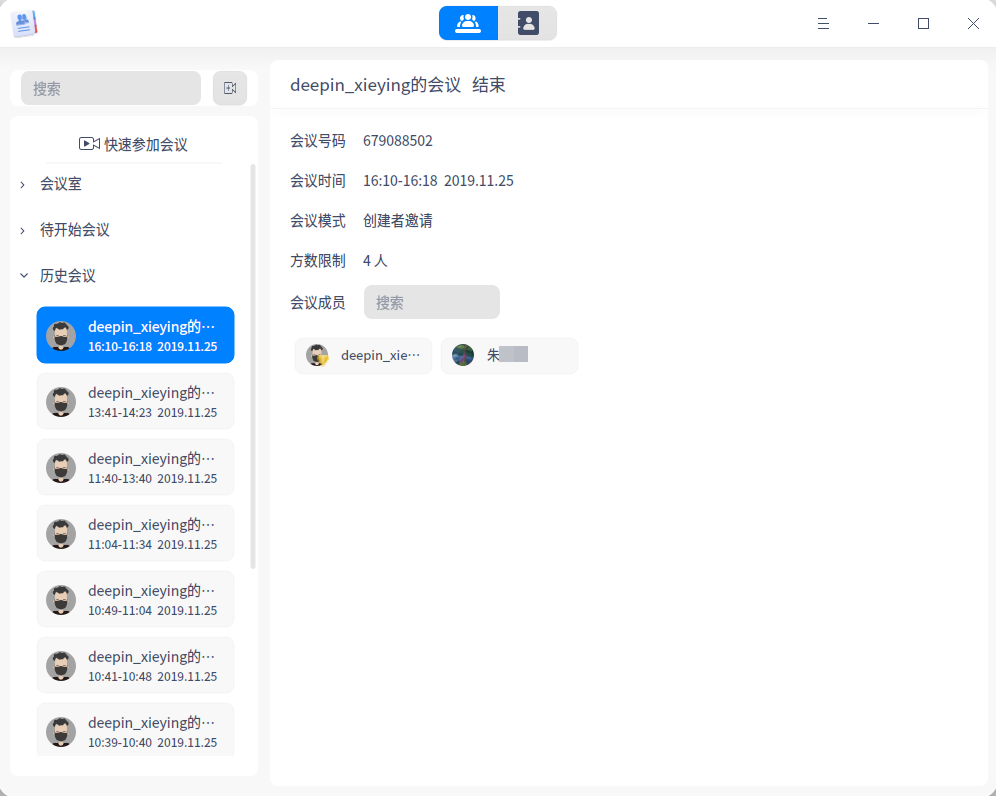 搜索
快速参加会议
会议室
待开始会议
历史会议
deepin_xieying的…
16:10-16:18 2019.11.25
deepin_xieying的…
13:41-14:23 2019.11.25
deepin_xieying的…
11:40-13:40 2019.11.25
deepin_xieying的…
11:04-11:34 2019.11.25
deepin_xieying的…
10:49-11:04 2019.11.25
deepin_xieying的…
10:41-10:48 2019.11.25
deepin_xieying的…
10:39-10:40 2019.11.25
deepin_xieying的会议 结束
会议号码 679088502
会议时间 16:10-16:18 2019.11.25
会议模式 创建者邀请
方数限制 4 人
会议成员 搜索
deepin_xie… 朱